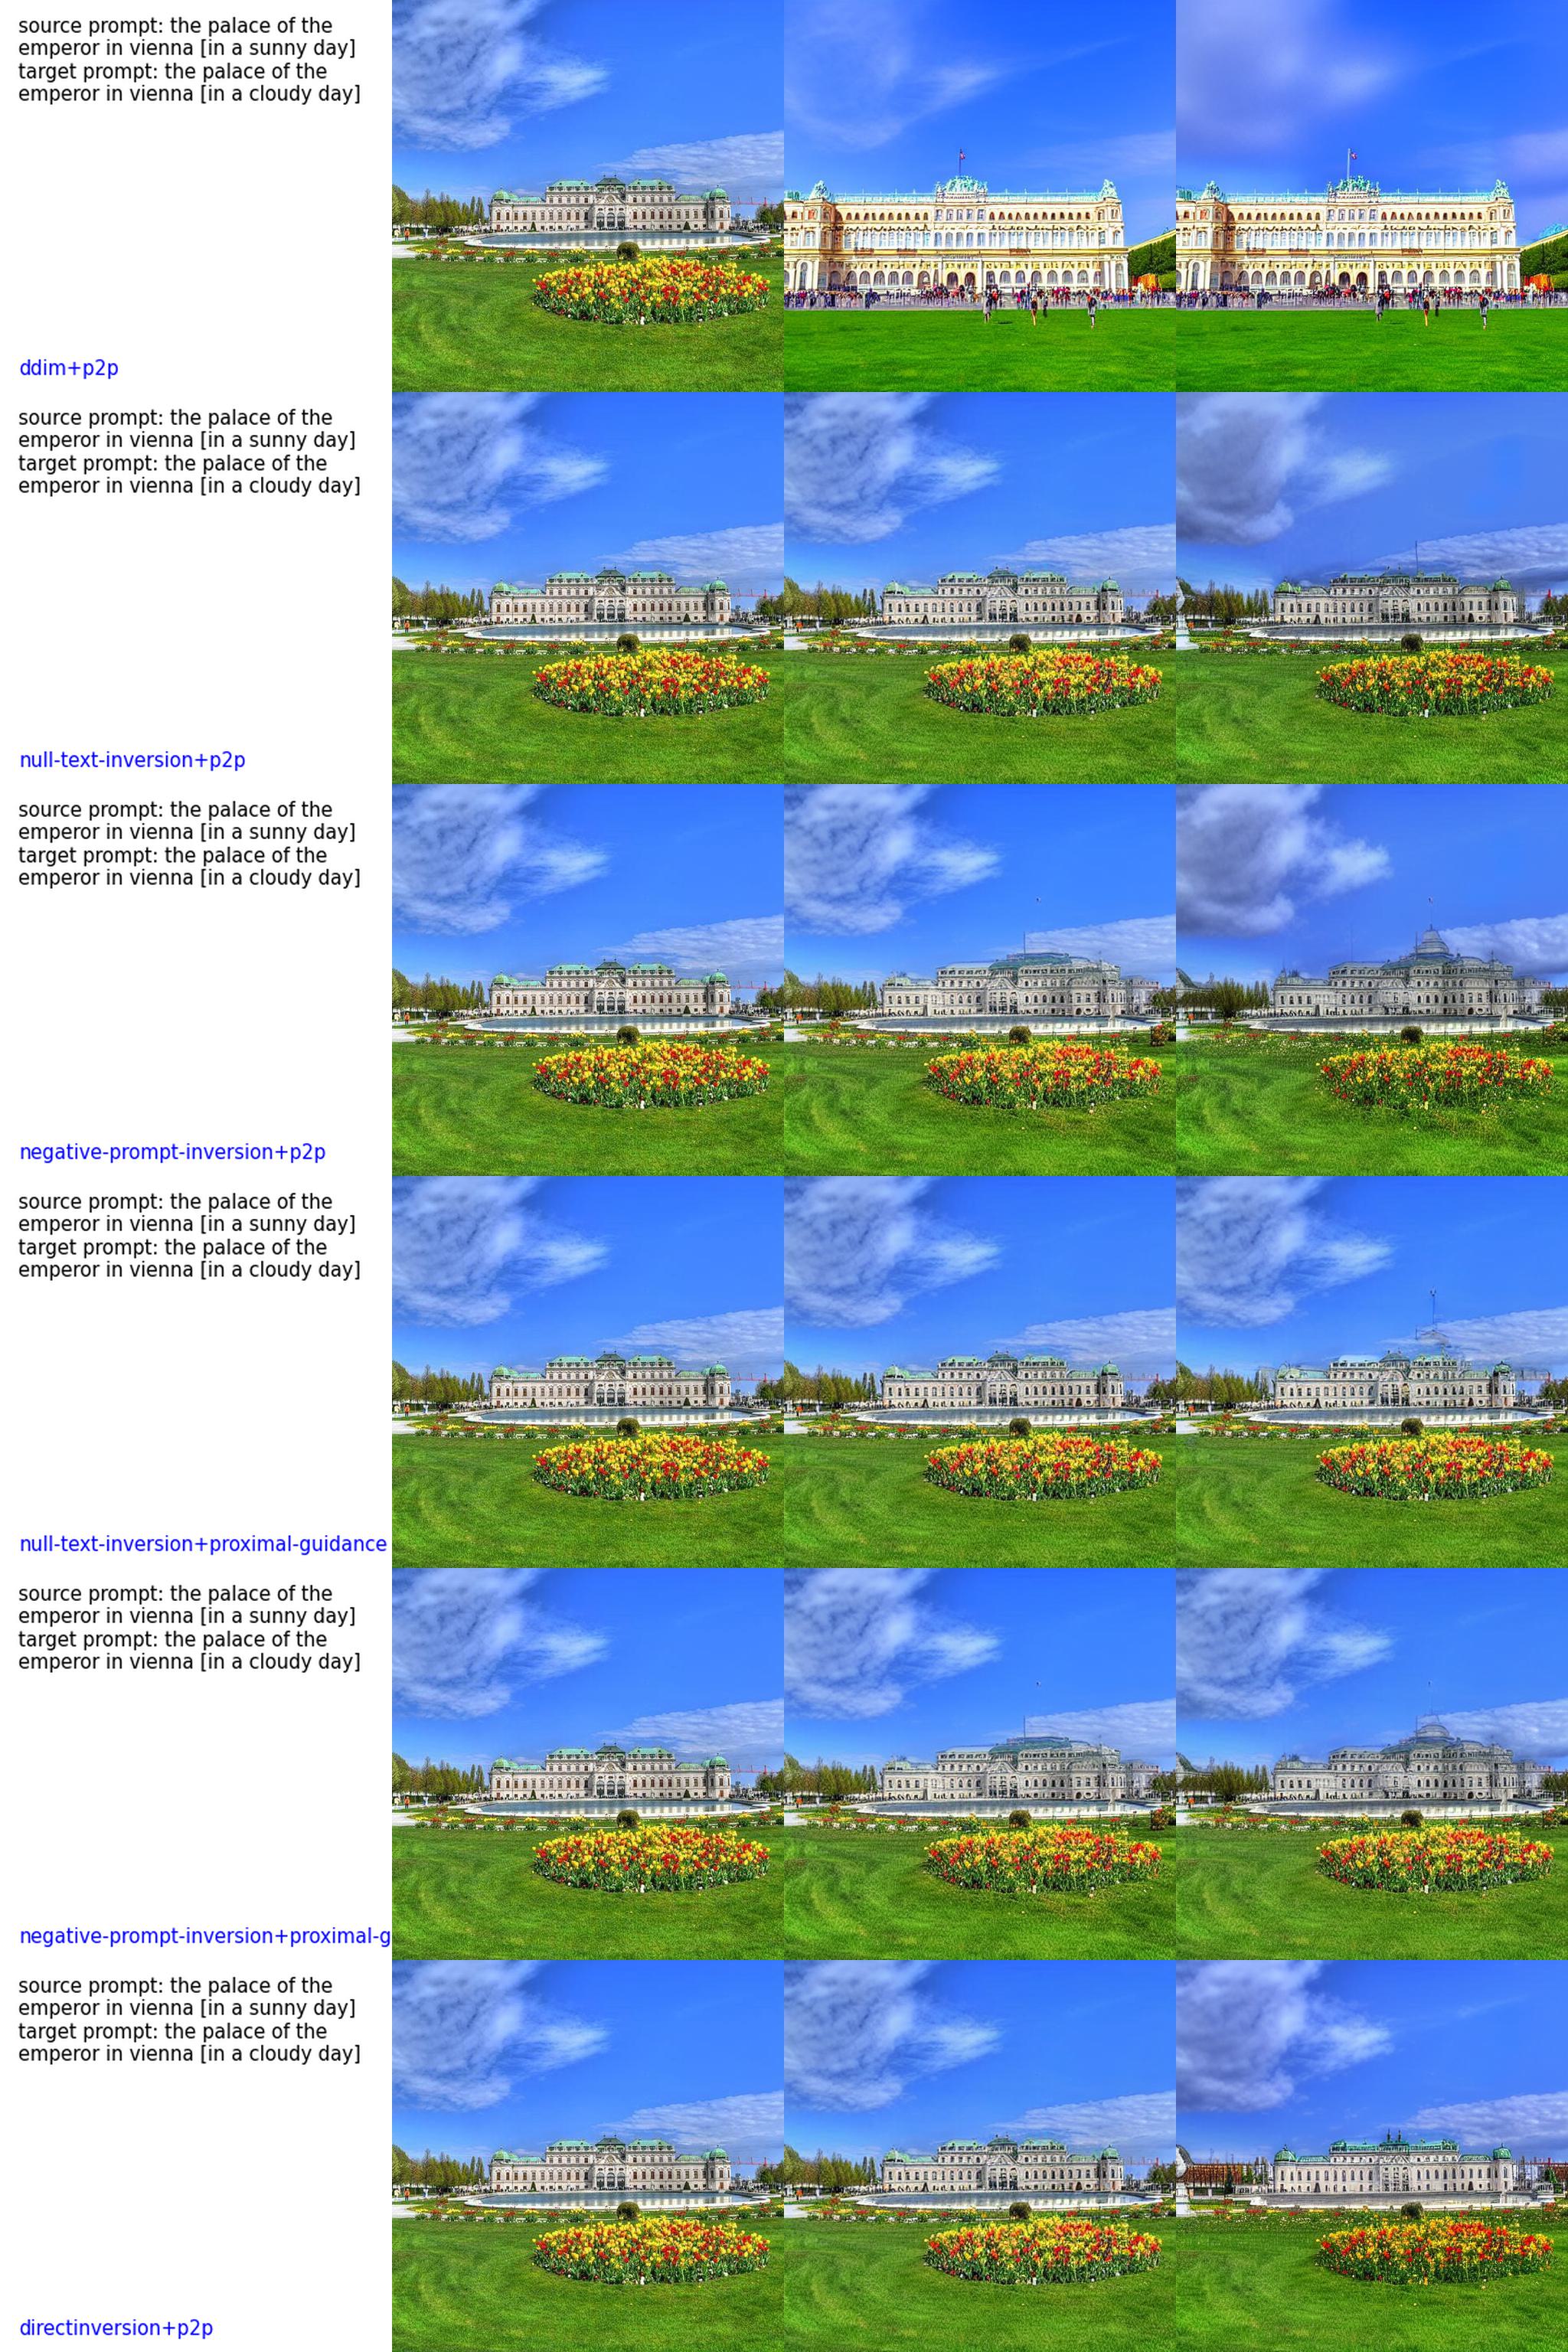 source prompt: the palace of the
emperor in vienna [in a sunny day]
target prompt: the palace of the
emperor in vienna [in a cloudy day]
ddim+p2p
source prompt: the palace of the
emperor in vienna [in a sunny day]
target prompt: the palace of the
emperor in vienna [in a cloudy day]
null-text-inversion+p2p
source prompt: the palace of the
emperor in vienna [in a sunny day]
target prompt: the palace of the
emperor in vienna [in a cloudy day]
negative-prompt-inversion+p2p
source prompt: the palace of the
emperor in vienna [in a sunny day]
target prompt: the palace of the
emperor in vienna [in a cloudy day]
null-text-inversion+proximal-guidance
source prompt: the palace of the
emperor in vienna [in a sunny day]
target prompt: the palace of the
emperor in vienna [in a cloudy day]
negative-prompt-inversion+proximal-g
source prompt: the palace of the
emperor in vienna [in a sunny day]
target prompt: the palace of the
emperor in vienna [in a cloudy day]
directinversion+p2p